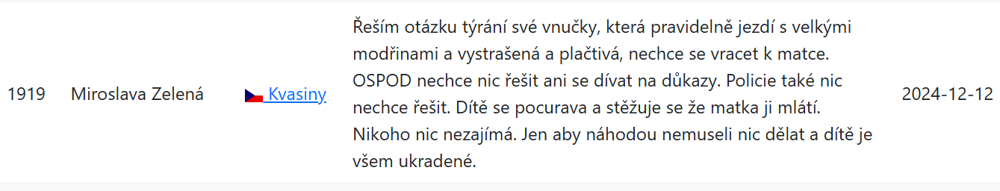 Řeším otázku týrání své vnučky, která pravidelně jezdí s velkými
modřinami a vystrašená a plačtivá, nechce se vracet k matce.
OSPOD nechce nic řešit ani se dívat na důkazy. Policie také nic
1919 Miroslava Zelená Kvasiny nechce řešit. Dítě se pocurava a stěžuje se že matka ji mlátí. 2024-12-12
Nikoho nic nezajímá. Jen aby náhodou nemuseli nic dělat a dítě je
všem ukradené.